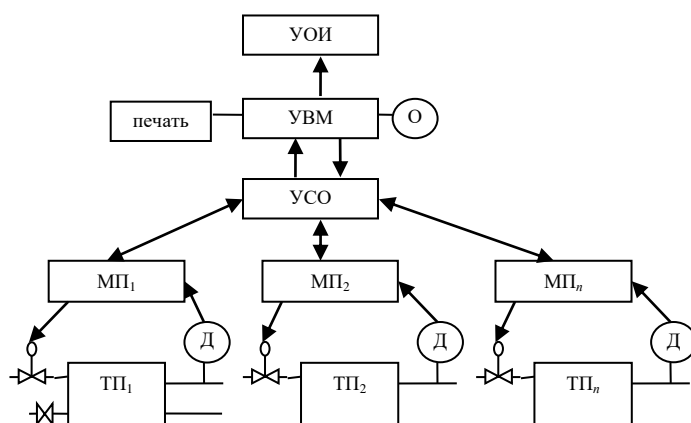 УОИ
печать УВМ О
УСО
МП₁ МП₂ МПₙ
Д Д Д
ТП₁ ТП₂ ТПₙ